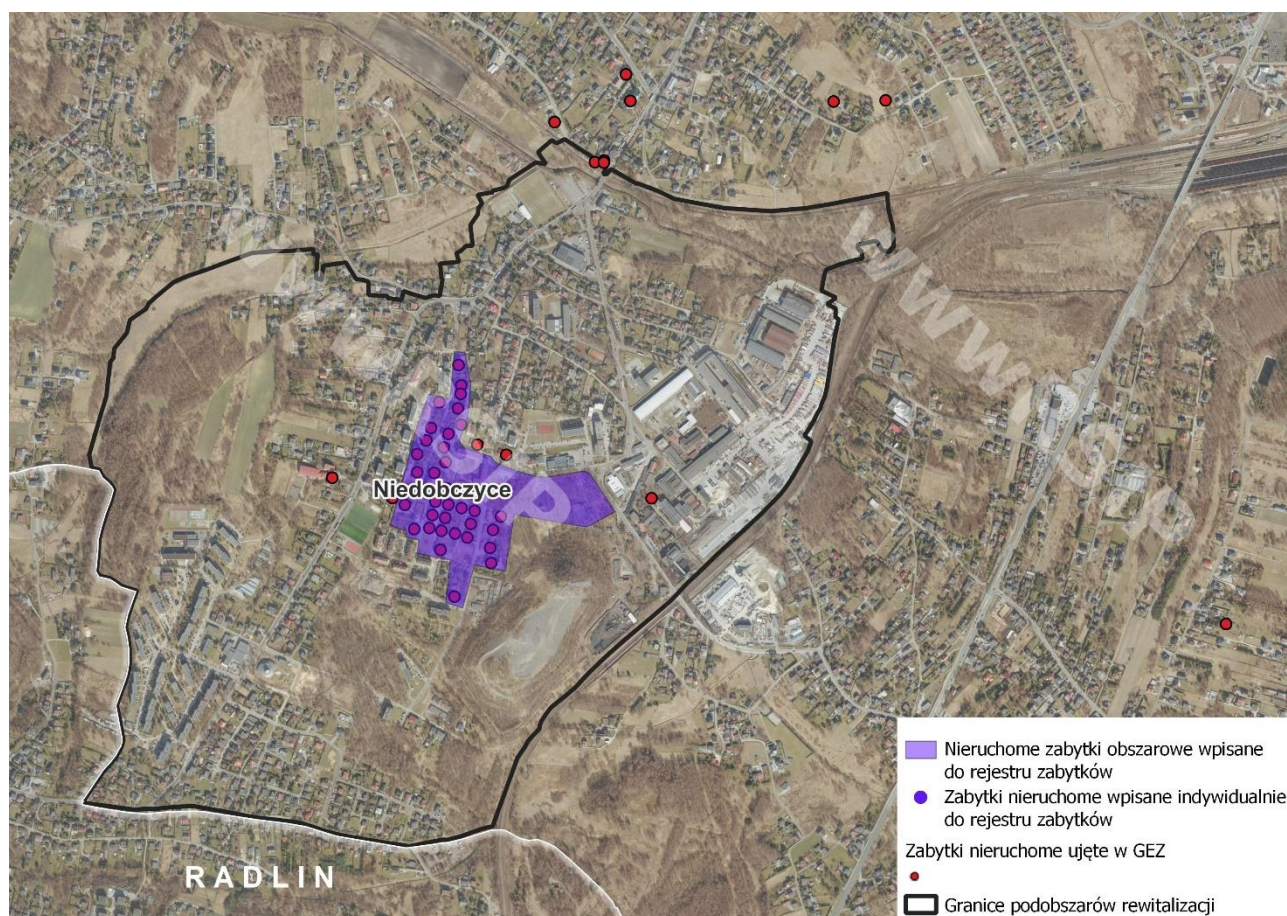 Niedobczyce
RADLIN
Nieruchome zabytki obszarowe wpisane
do rejestru zabytków
Zabytki nieruchome wpisane indywidualnie
do rejestru zabytków
Zabytki nieruchome ujęte w GEZ
Granice podobszarów rewitalizacji